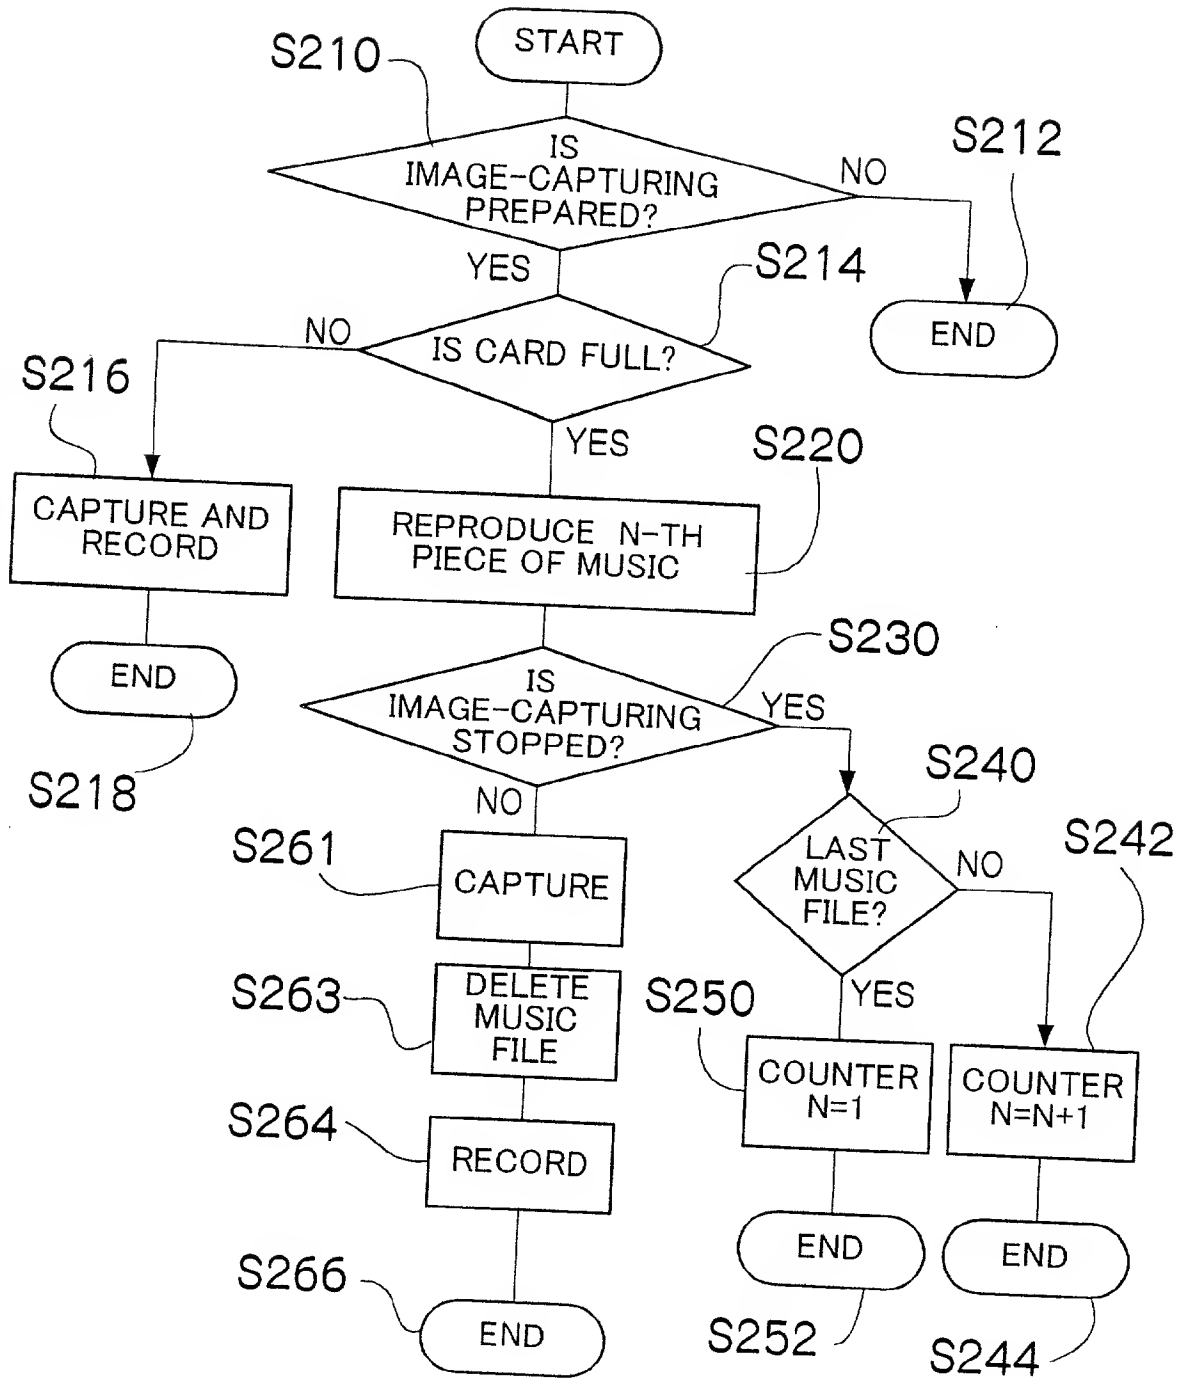 START
S210
IS
IMAGE-CAPTURING
PREPARED?
NO
S212
END
YES
S214
IS CARD FULL?
NO
S216
CAPTURE AND
RECORD
END
S218
YES
S220
REPRODUCE N-TH
PIECE OF MUSIC
S230
IS
IMAGE-CAPTURING
STOPPED?
YES
NO
S240
LAST
MUSIC
FILE?
NO
S242
S261
CAPTURE
S263
DELETE
MUSIC
FILE
YES
S250
COUNTER
N=1
COUNTER
N=N+1
S264
RECORD
END
S252
END
S244
S266
END